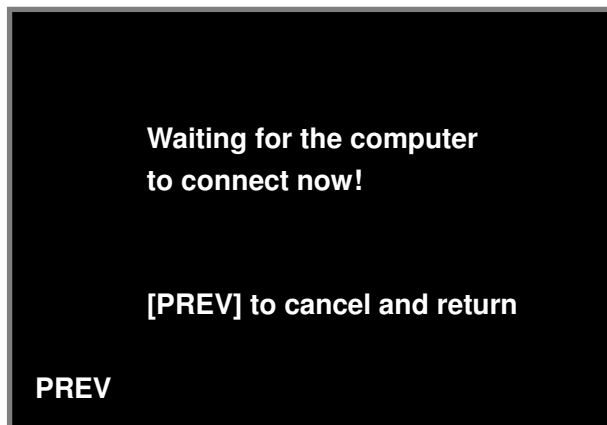 Waiting for the computer
to connect now!
[PREV] to cancel and return
PREV